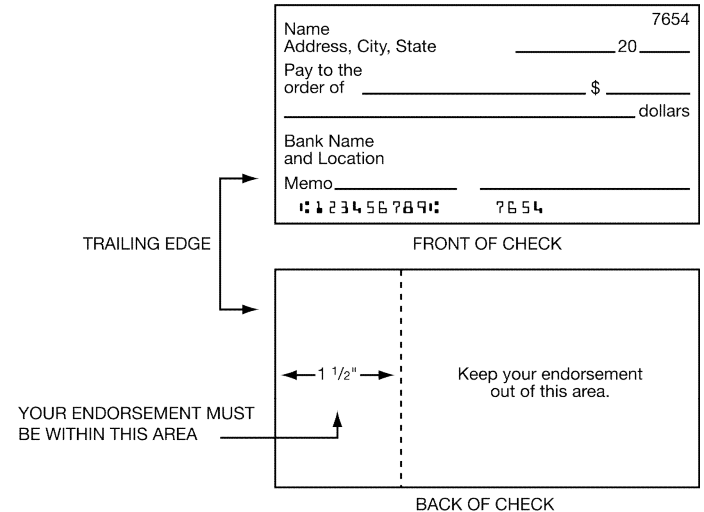 7654
Name
Address, City, State
20
Pay to the
order of $
dollars
Bank Name
and Location
Memo
⑆123456789⑆ 7654
TRAILING EDGE
FRONT OF CHECK
1 1/2"
Keep your endorsement
out of this area.
YOUR ENDORSEMENT MUST
BE WITHIN THIS AREA
BACK OF CHECK